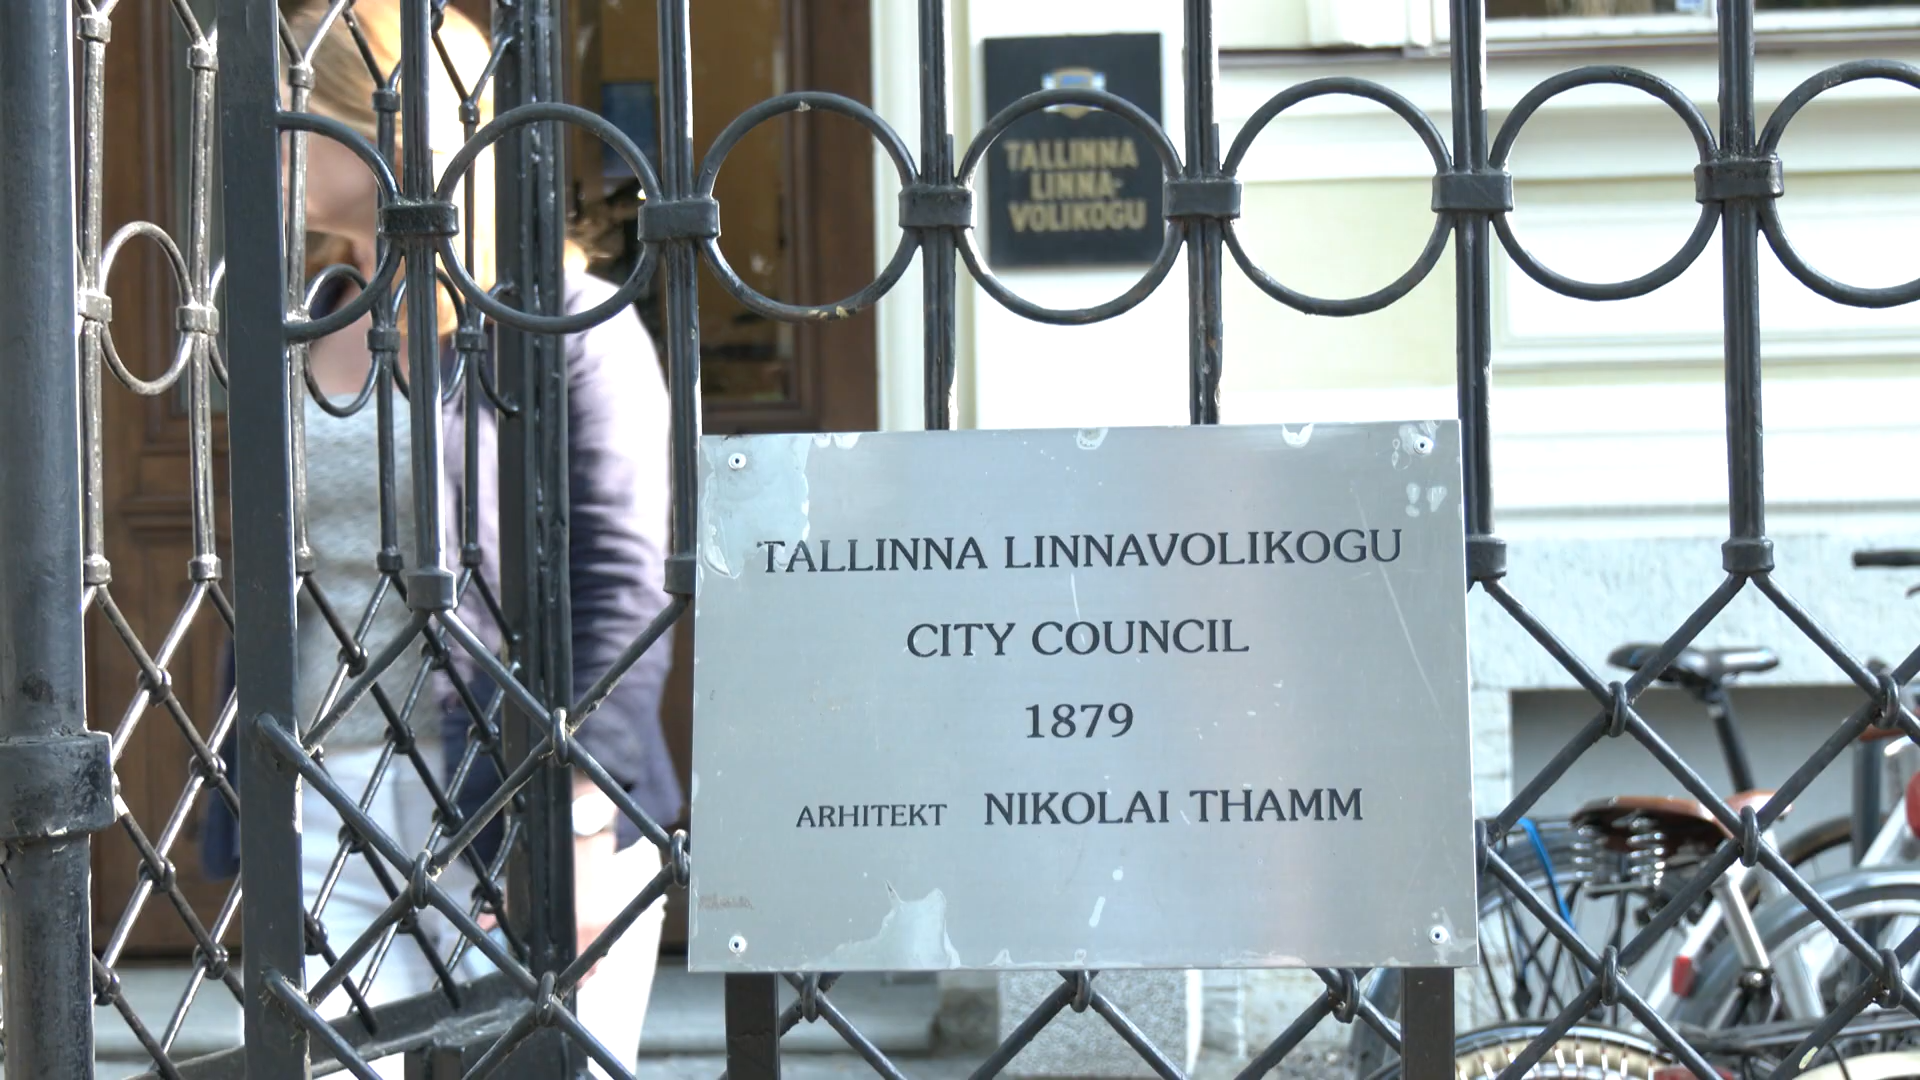 TALLINNA
LINNA-
VOLIKOGU
TALLINNA LINNAVOLIKOGU
CITY COUNCIL
1879
ARHITEKT NIKOLAI THAMM